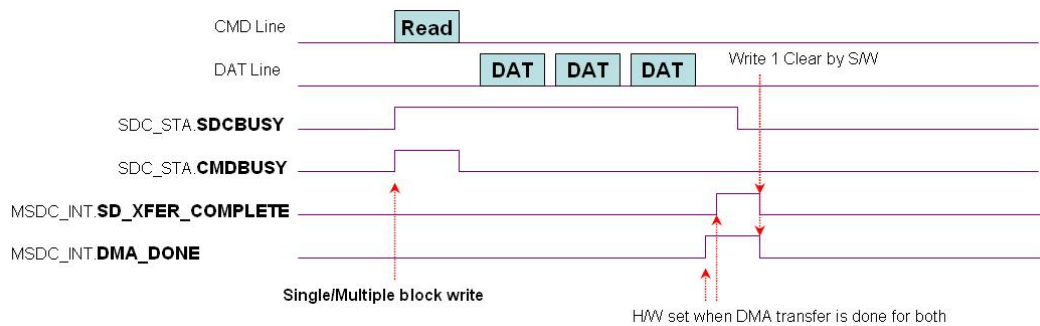 CMD Line
Read
DAT Line
DAT DAT DAT
Write 1 Clear by S/W
SDC_STA.SDCBUSY
SDC_STA.CMDBUSY
MSDC_INT.SD_XFER_COMPLETE
MSDC_INT.DMA_DONE
Single/Multiple block write
H/W set when DMA transfer is done for both